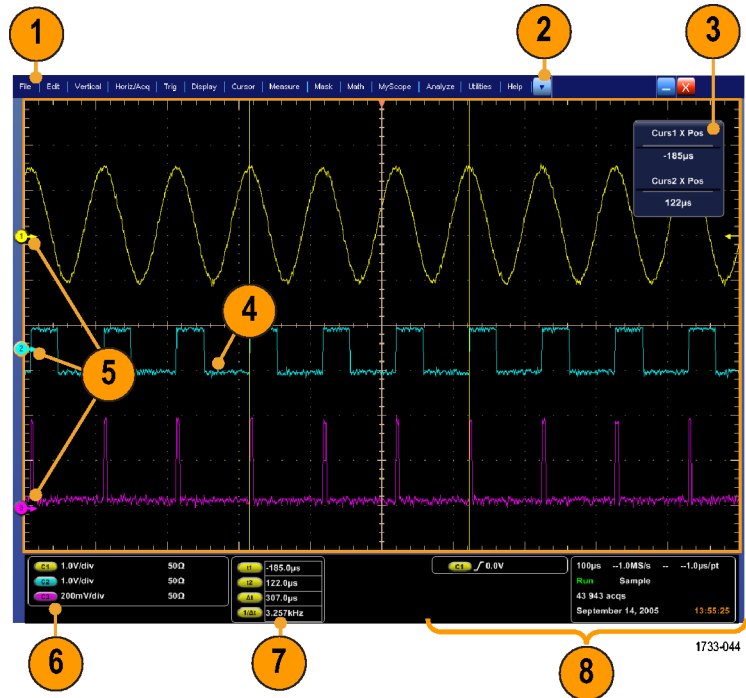 1
2
3
File Edit Vertical Horiz/Acq Trig Display Cursor Measure Mask Math MyScope Analyze Utilities Help
X
Curs1 X Pos
-185µs
Curs2 X Pos
122µs
1
4
2
5
3
C1 1.0V/div 50Ω
C2 1.0V/div 50Ω
C3 200mV/div 50Ω
t1 -185.0µs
t2 122.0µs
Δt 307.0µs
1/Δt 3.257kHz
C1 0.0V
100µs --1.0MS/s -- --1.0µs/pt
Run Sample
43 943 acqs
September 14, 2005 13:55:25
6
7
8
1733-044